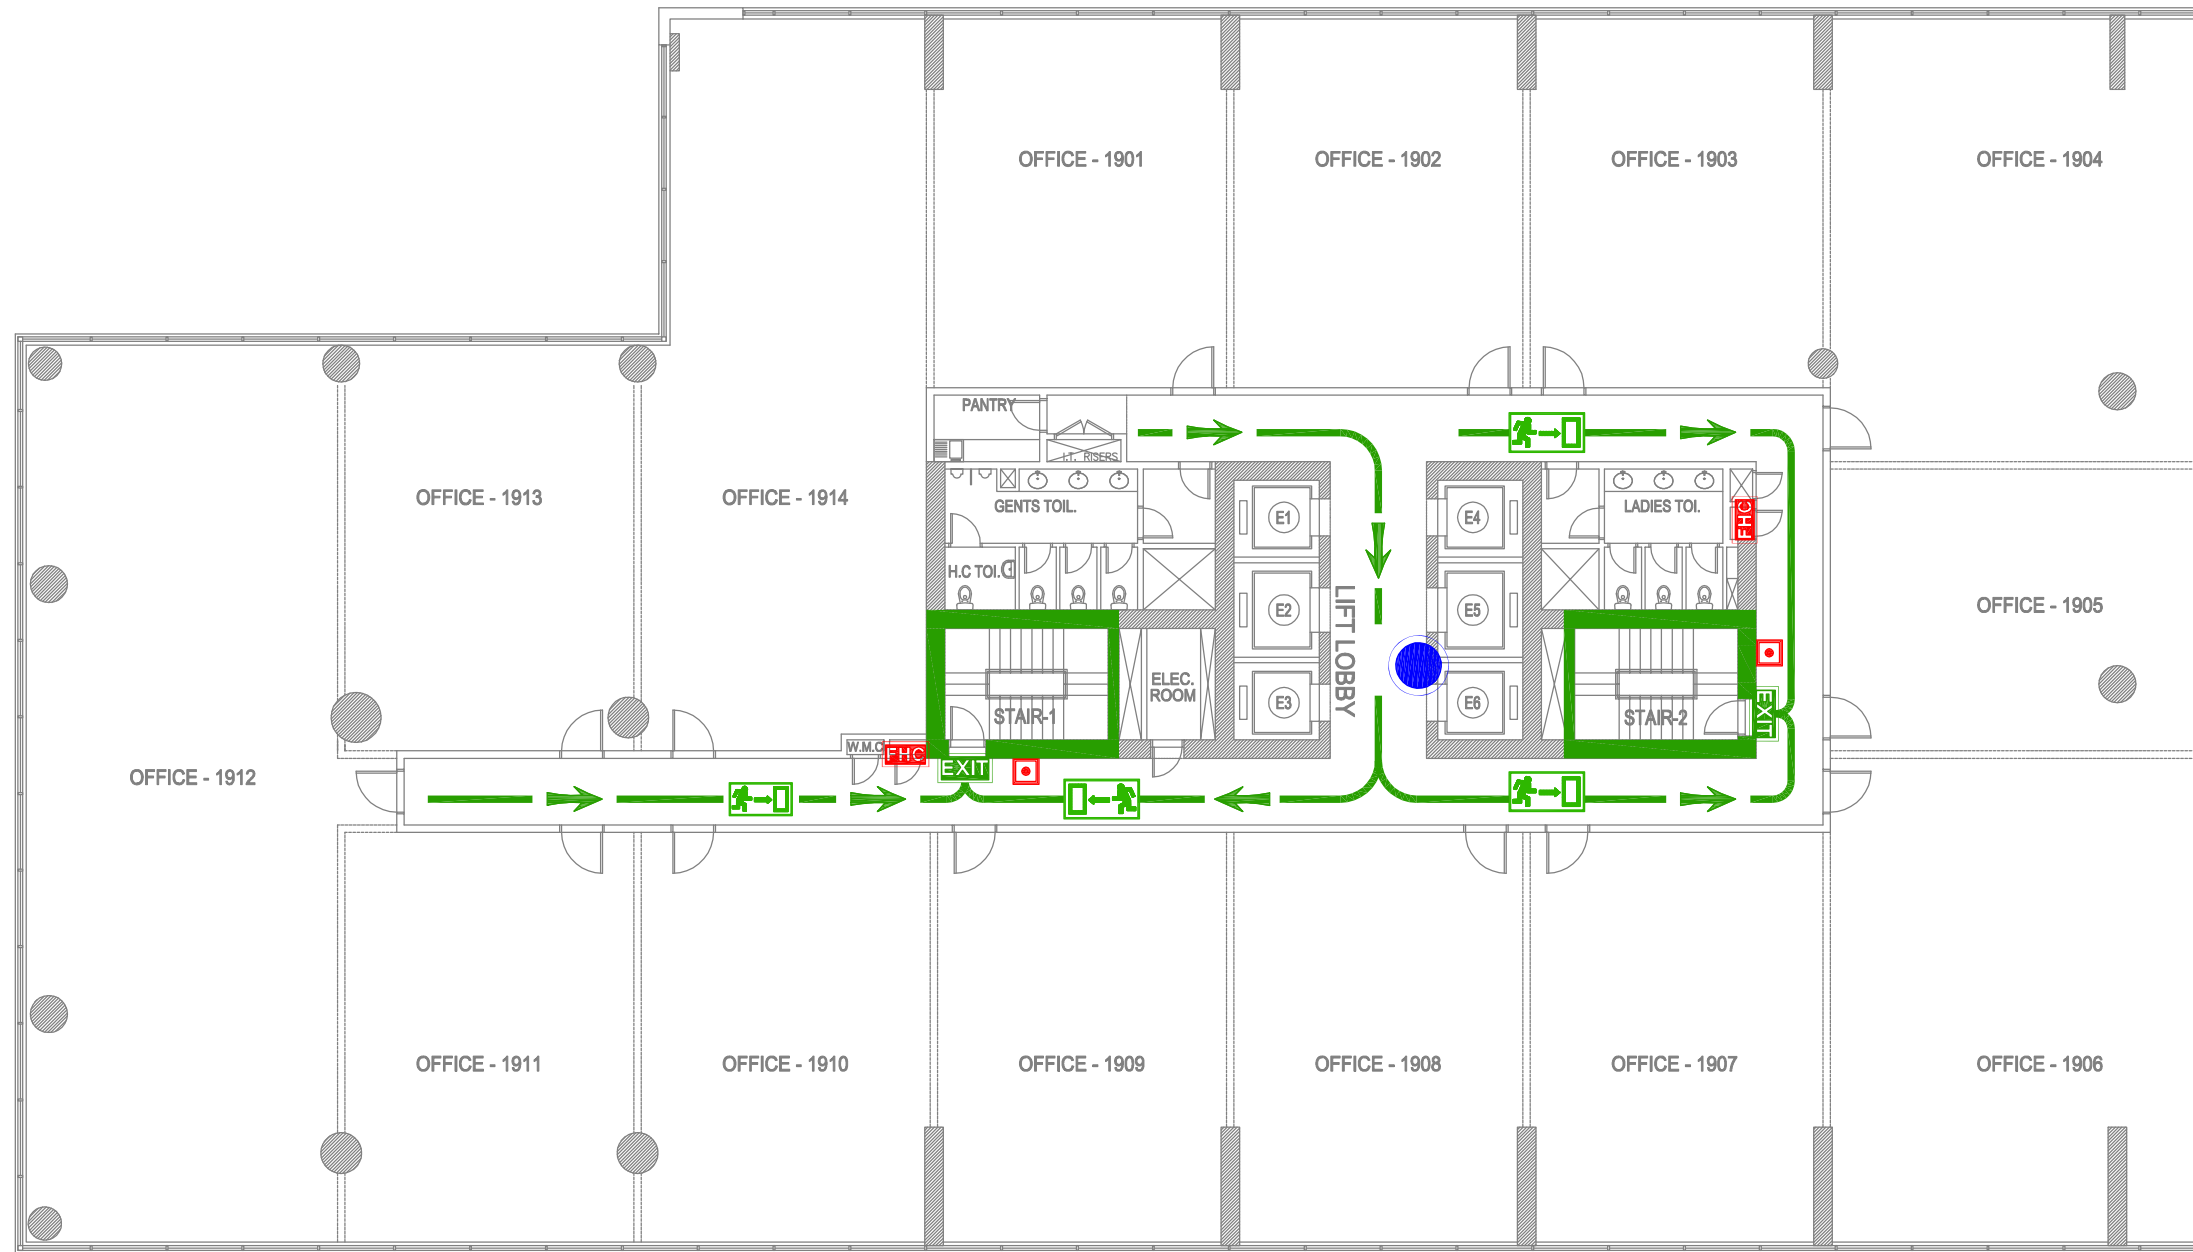 OFFICE - 1901
OFFICE - 1902
OFFICE - 1903
OFFICE - 1904
PANTRY
I.T. RISERS
OFFICE - 1913
OFFICE - 1914
GENTS TOIL.
E1
E4
LADIES TOI.
FHC
H.C TOI.
LIFT LOBBY
E2
E5
OFFICE - 1905
ELEC.
ROOM
E3
E6
STAIR-1
STAIR-2
EXIT
W.M.C
FHC
EXIT
OFFICE - 1912
OFFICE - 1911
OFFICE - 1910
OFFICE - 1909
OFFICE - 1908
OFFICE - 1907
OFFICE - 1906